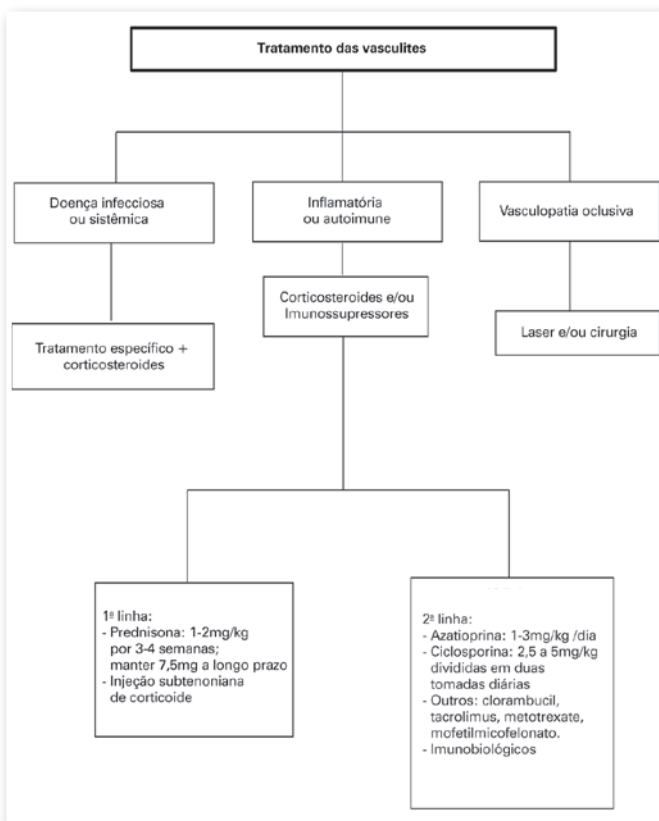 Tratamento das vasculites
Doença infecciosa
ou sistêmica
Inflamatória
ou autoimune
Vasculopatia oclusiva
Corticosteroides e/ou
Imunossupressores
Tratamento específico +
corticosteroides
Laser e/ou cirurgia
1ª linha:
- Prednisona: 1-2mg/kg
por 3-4 semanas;
manter 7,5mg a longo prazo
- Injeção subtenoniana
de corticoide
2ª linha:
- Azatioprina: 1-3mg/kg /dia
- Ciclosporina: 2,5 a 5mg/kg
divididas em duas
tomadas diárias
- Outros: clorambucil,
tacrolimus, metotrexate,
mofetilmicofelonato.
- Imunobiológicos